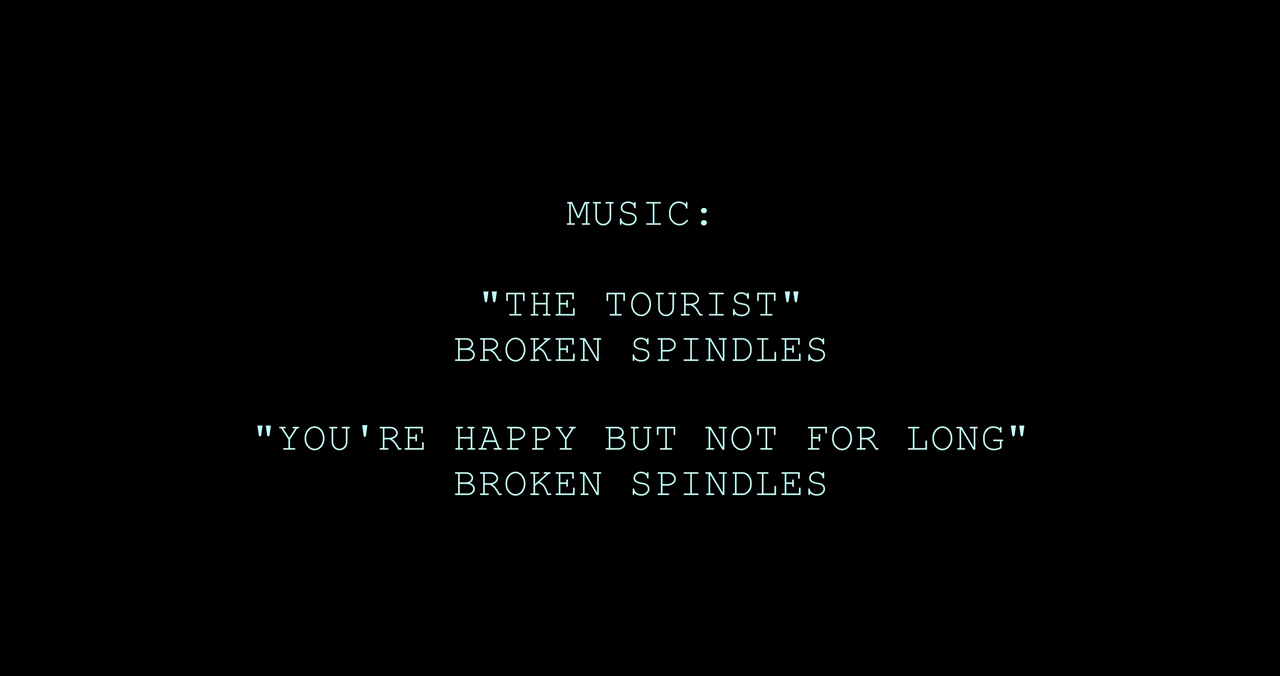 MUSIC:
"THE TOURIST"
BROKEN SPINDLES
"YOU'RE HAPPY BUT NOT FOR LONG"
BROKEN SPINDLES